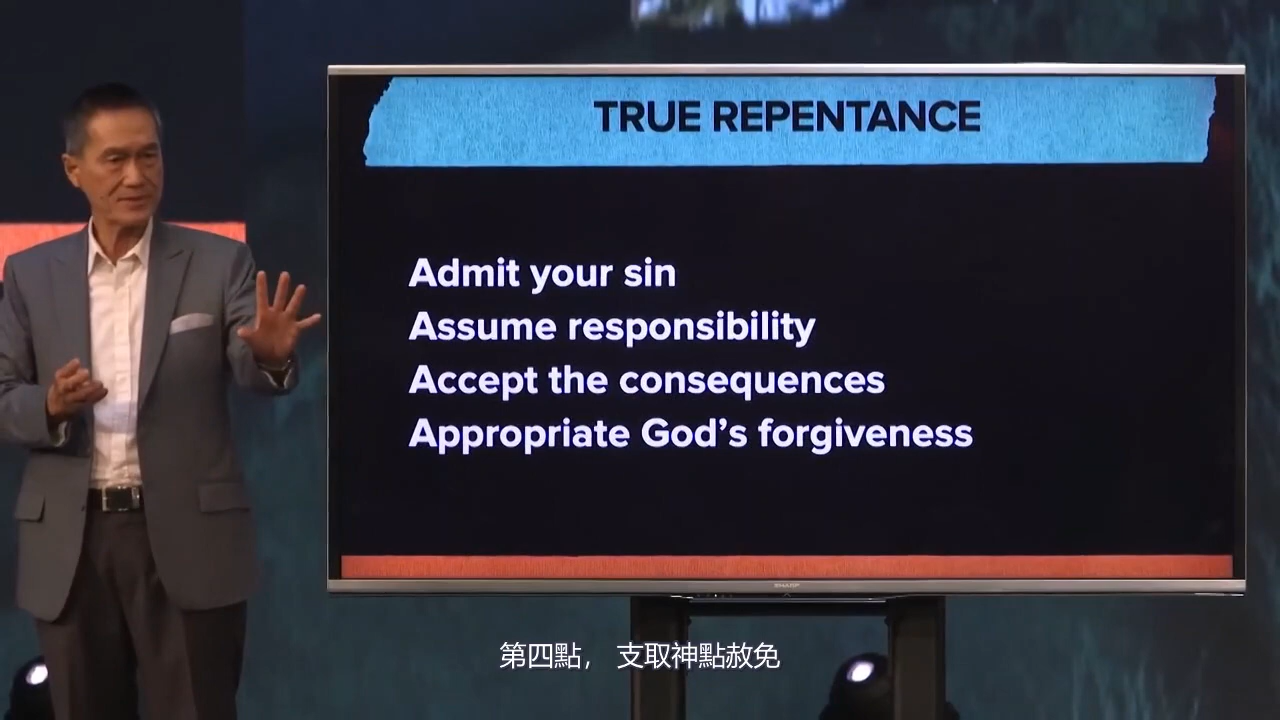 TRUE REPENTANCE
Admit your sin
Assume responsibility
Accept the consequences
Appropriate God’s forgiveness
SHARP
第四點， 支取神點赦免